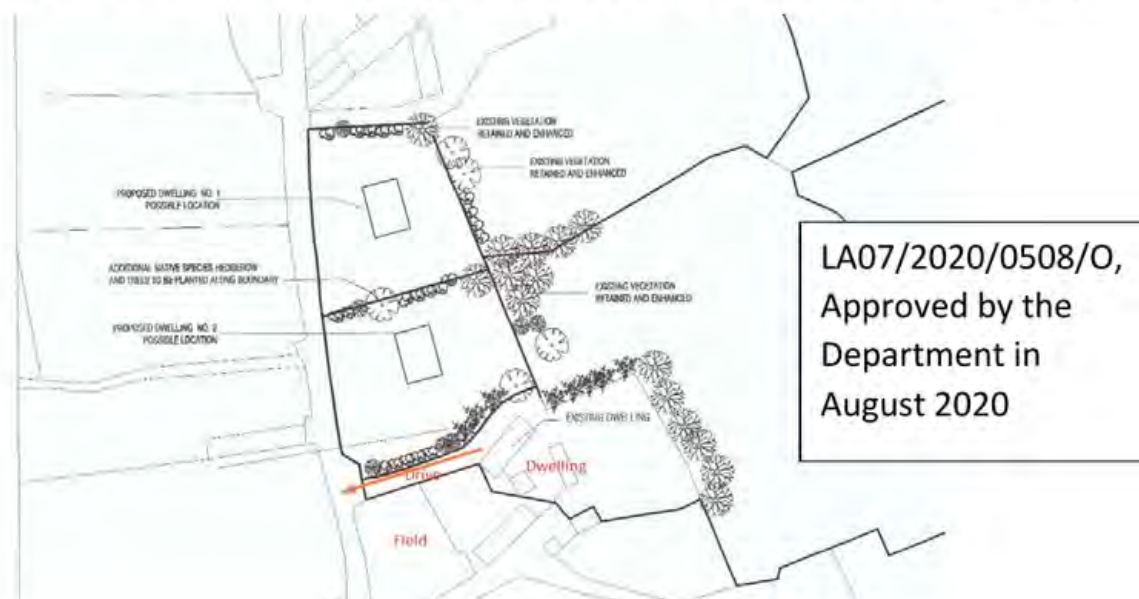 EXISTING VEGETATION
RETAINED AND ENHANCED
EXISTING VEGETATION
RETAINED AND ENHANCED
PROPOSED DWELLING NO. 1
POSSIBLE LOCATION
ADDITIONAL NATIVE SPECIES HEDGEROW
AND TREES TO BE PLANTED ALONG BOUNDARY
EXISTING VEGETATION
RETAINED AND ENHANCED
PROPOSED DWELLING NO. 2
POSSIBLE LOCATION
EXISTING DWELLING
Dwelling
Drive
Field
LA07/2020/0508/O,
Approved by the
Department in
August 2020